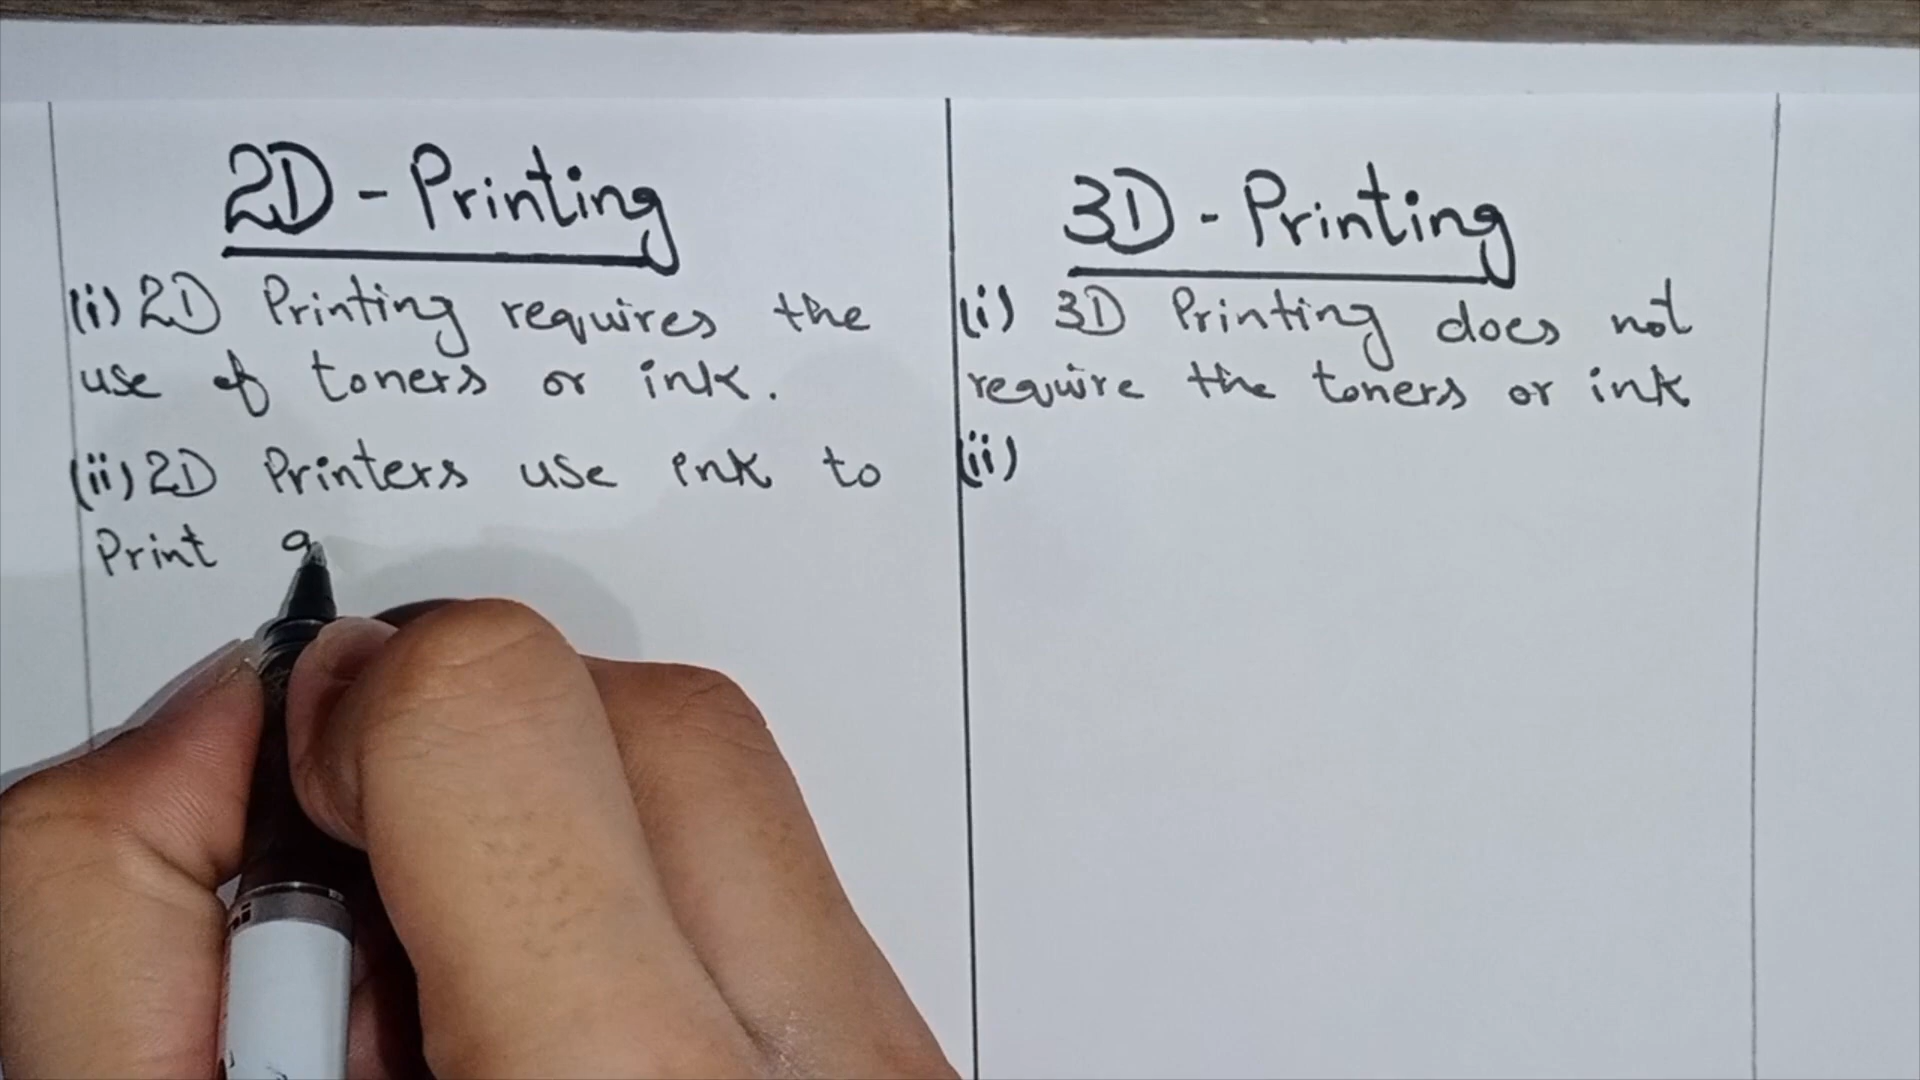 2D - Printing
(i) 2D Printing requires the
use of toners or ink.
(ii) 2D Printers use ink to
Print
3D - Printing
(i) 3D Printing does not
require the toners or ink
(ii)